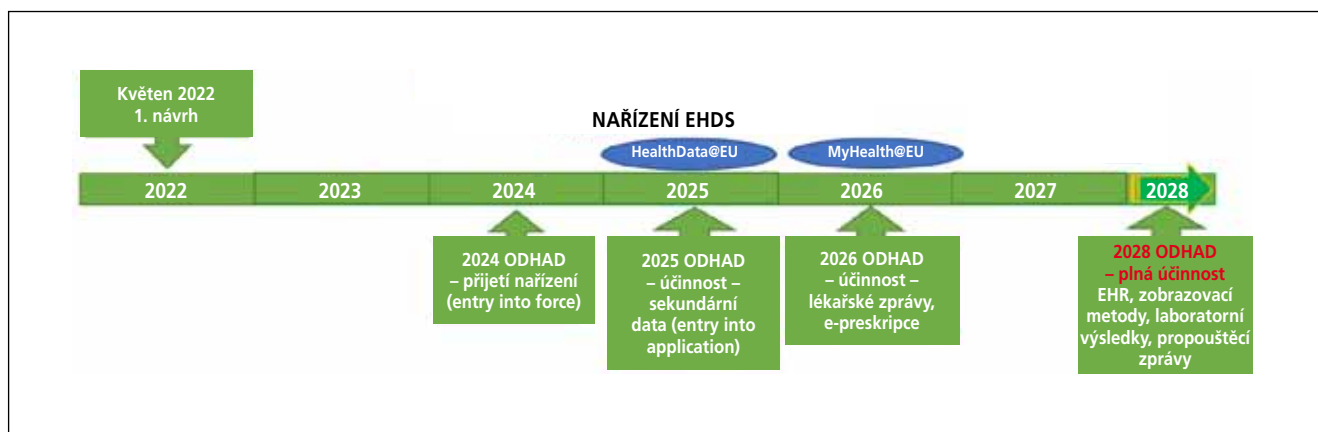 Květen 2022
1. návrh
NAŘÍZENÍ EHDS
HealthData@EU
MyHealth@EU
2022
2023
2024
2025
2026
2027
2028
2024 ODHAD
– přijetí nařízení
(entry into force)
2025 ODHAD
– účinnost –
sekundární
data (entry into
application)
2026 ODHAD
– účinnost –
lékařské zprávy,
e-preskripce
2028 ODHAD
– plná účinnost
EHR, zobrazovací
metody, laboratorní
výsledky, propouštěcí
zprávy